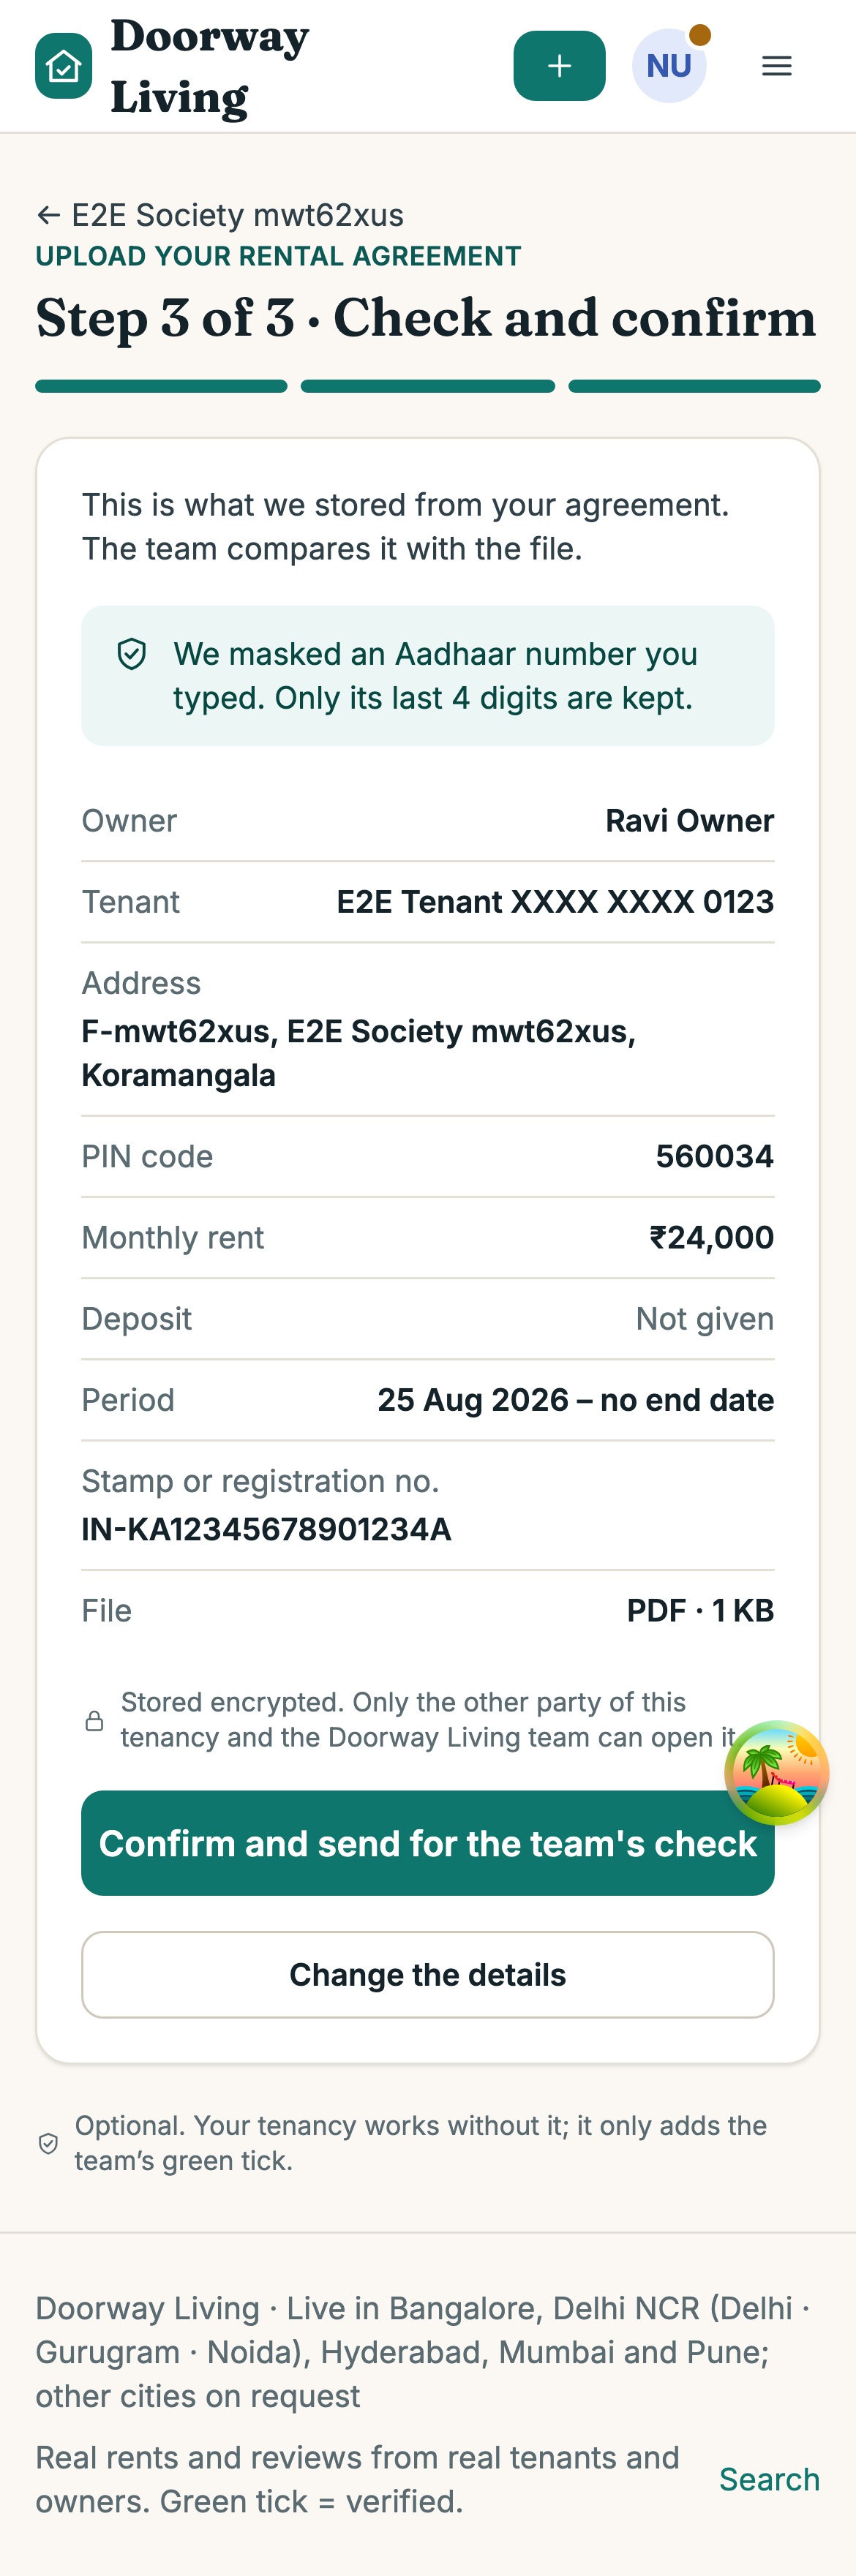 Doorway
Living
NU
← E2E Society mwt62xus
UPLOAD YOUR RENTAL AGREEMENT
Step 3 of 3 · Check and confirm
This is what we stored from your agreement.
The team compares it with the file.
We masked an Aadhaar number you
typed. Only its last 4 digits are kept.
Owner Ravi Owner
Tenant E2E Tenant XXXX XXXX 0123
Address
F-mwt62xus, E2E Society mwt62xus,
Koramangala
PIN code 560034
Monthly rent ₹24,000
Deposit Not given
Period 25 Aug 2026 – no end date
Stamp or registration no.
IN-KA12345678901234A
File PDF · 1 KB
Stored encrypted. Only the other party of this
tenancy and the Doorway Living team can open it
Confirm and send for the team's check
Change the details
Optional. Your tenancy works without it; it only adds the
team’s green tick.
Doorway Living · Live in Bangalore, Delhi NCR (Delhi ·
Gurugram · Noida), Hyderabad, Mumbai and Pune;
other cities on request
Real rents and reviews from real tenants and
owners. Green tick = verified.
Search